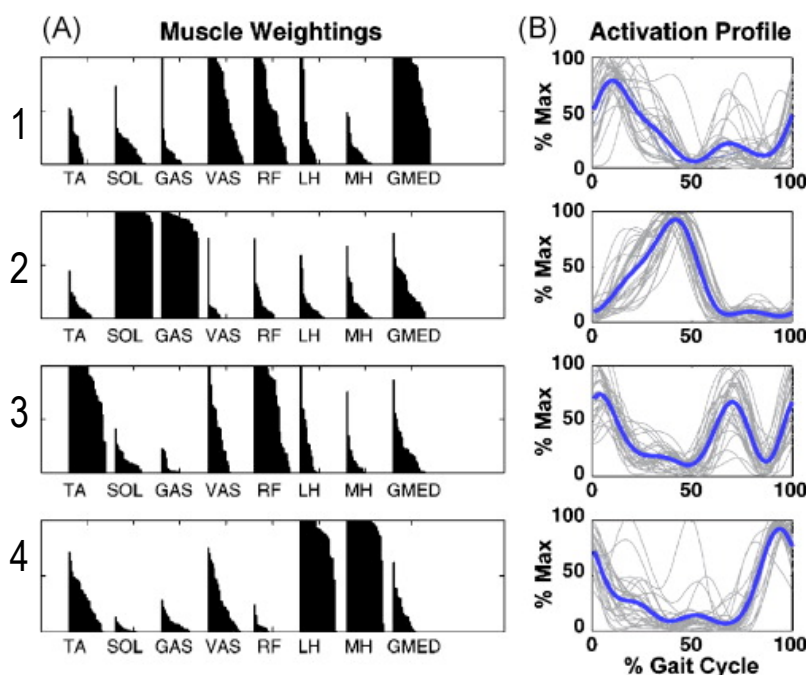 (A) Muscle Weightings
(B) Activation Profile
1
TA SOL GAS VAS RF LH MH GMED
% Max
100
50
0
0 50 100
2
TA SOL GAS VAS RF LH MH GMED
% Max
100
50
0
0 50 100
3
TA SOL GAS VAS RF LH MH GMED
% Max
100
50
0
0 50 100
4
TA SOL GAS VAS RF LH MH GMED
% Max
100
50
0
0 50 100
% Gait Cycle